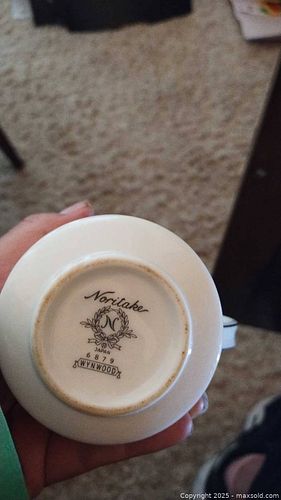 Noritake
N
JAPAN
6879
WYNWOOD
Copyright 2025 - maxsold.com